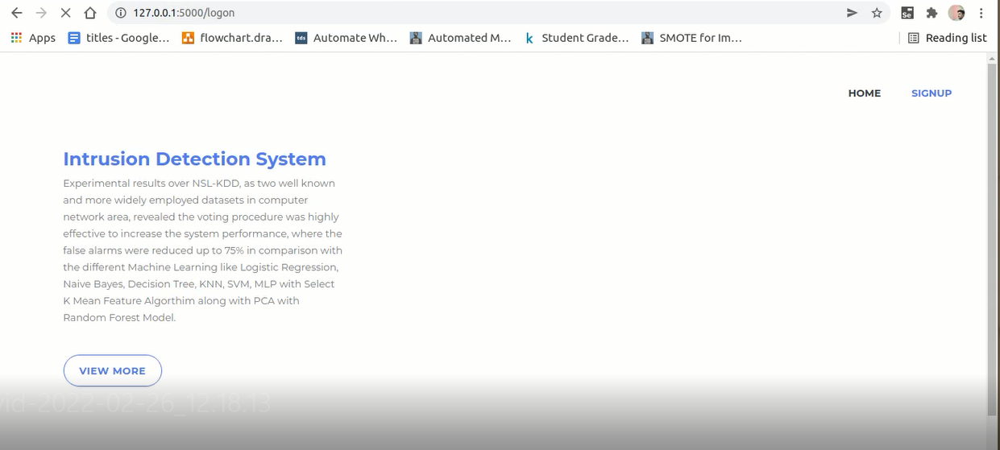 127.0.0.1:5000/logon
Se
Apps titles - Google... flowchart.dra... tds Automate Wh... Automated M... k Student Grade... SMOTE for Im... Reading list
HOME SIGNUP
Intrusion Detection System
Experimental results over NSL-KDD, as two well known
and more widely employed datasets in computer
network area, revealed the voting procedure was highly
effective to increase the system performance, where the
false alarms were reduced up to 75% in comparison with
the different Machine Learning like Logistic Regression,
Naive Bayes, Decision Tree, KNN, SVM, MLP with Select
K Mean Feature Algorthim along with PCA with
Random Forest Model.
VIEW MORE
vid-2022-02-26_12.18.13